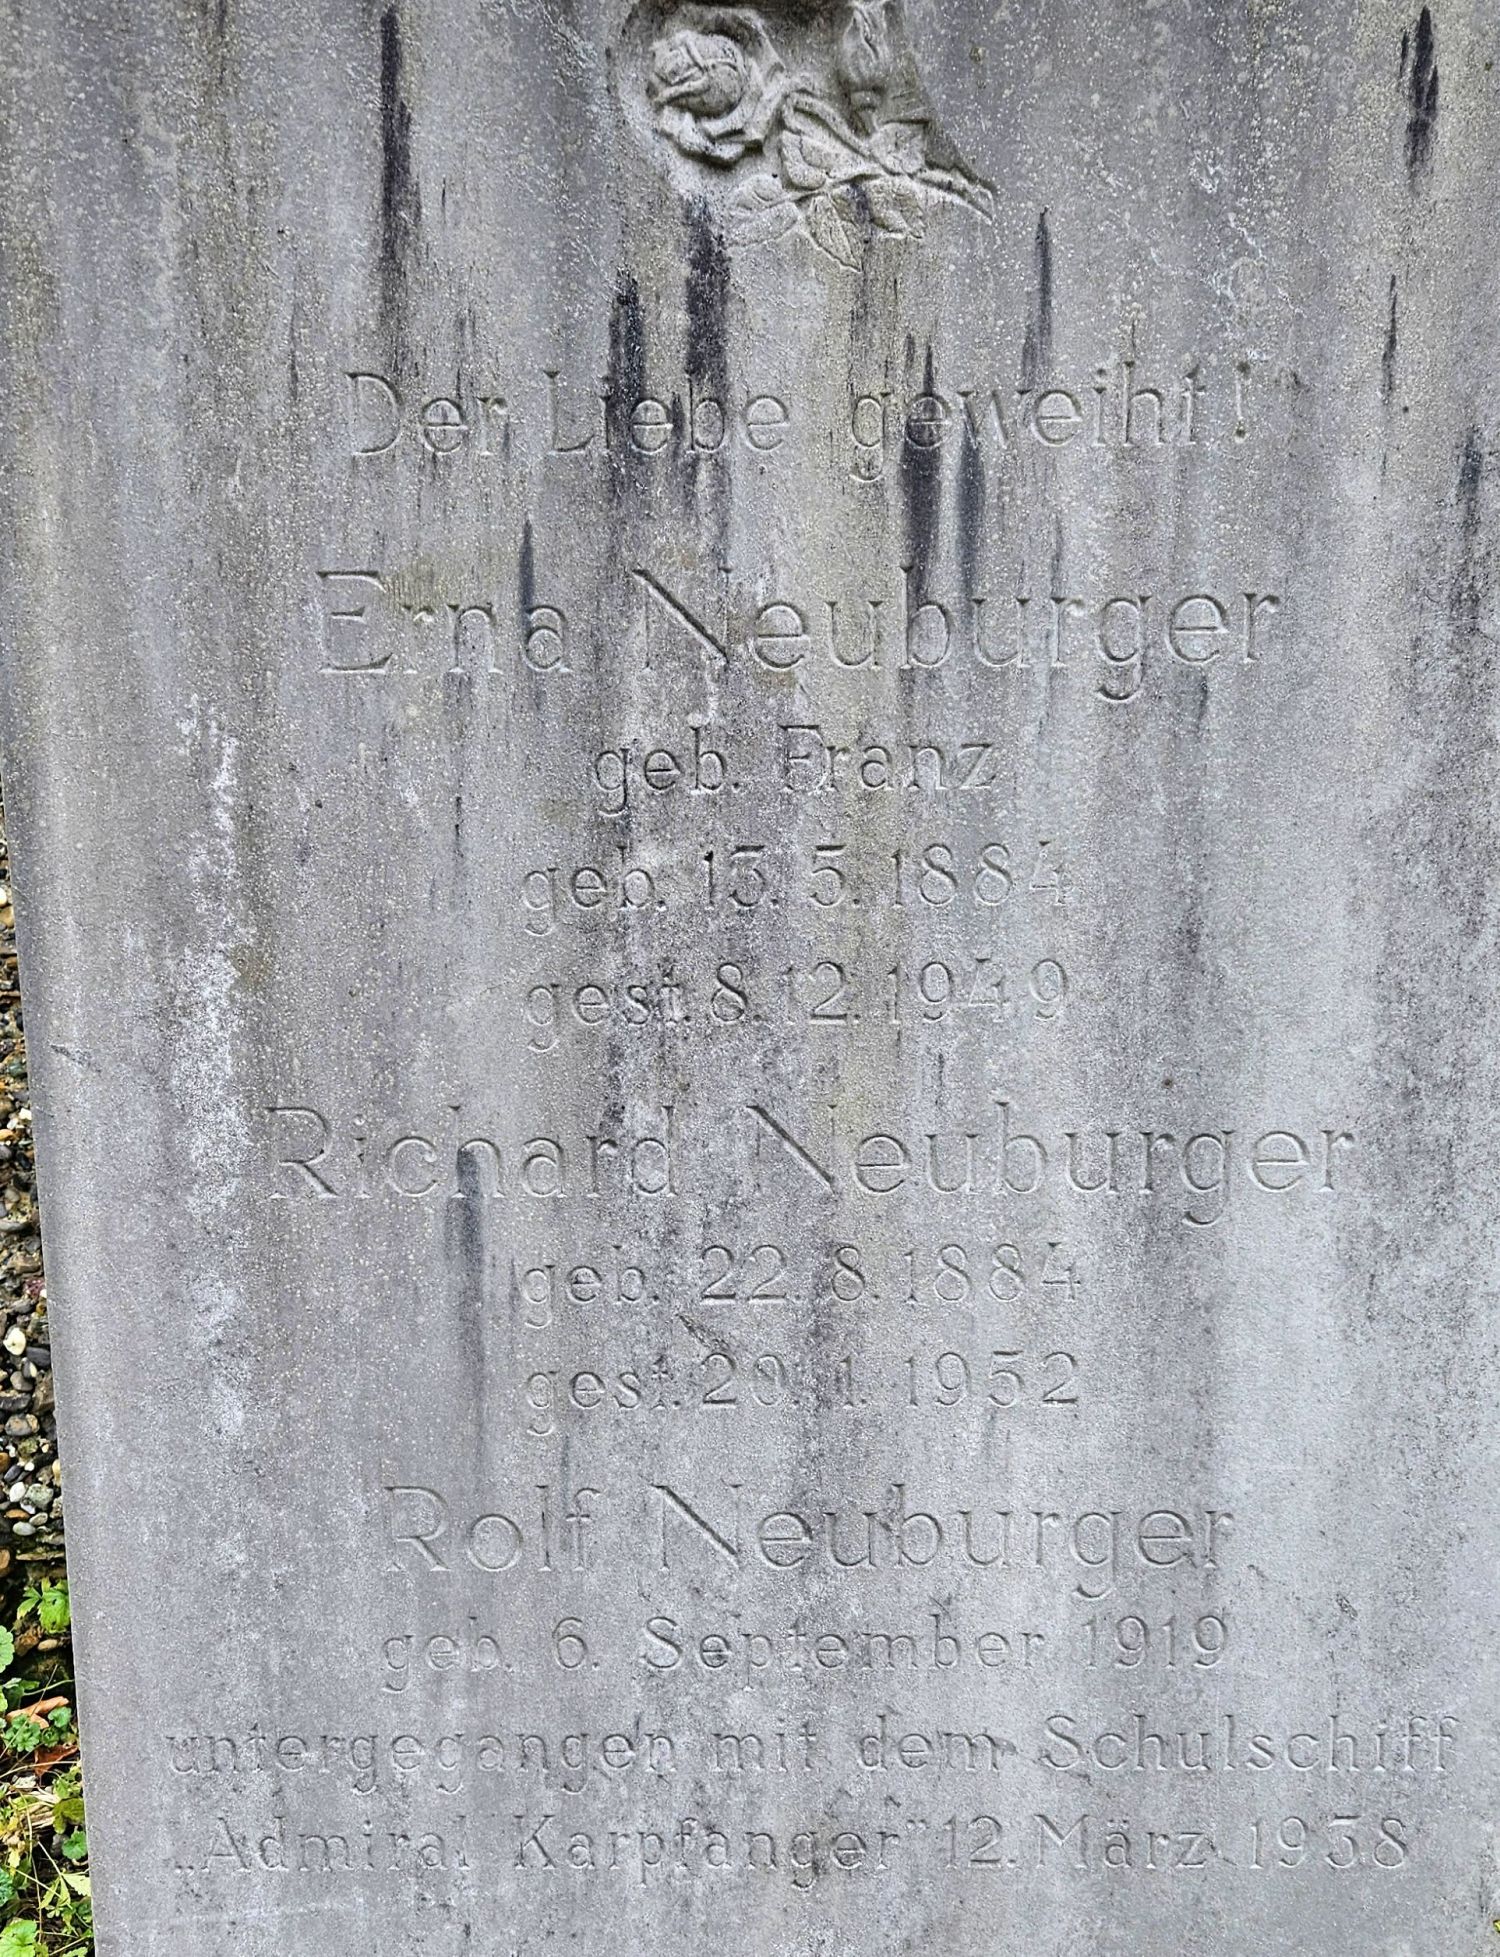 Der Liebe geweiht!
Erna Neuburger
geb. Franz
geb. 13. 5. 1884
gest. 8. 12. 1949
Richard Neuburger
geb. 22. 8. 1884
gest. 20. 1. 1952
Rolf Neuburger
geb. 6. September 1919
untergegangen mit dem Schulschiff
„Admiral Karpfanger” 12. März 1938